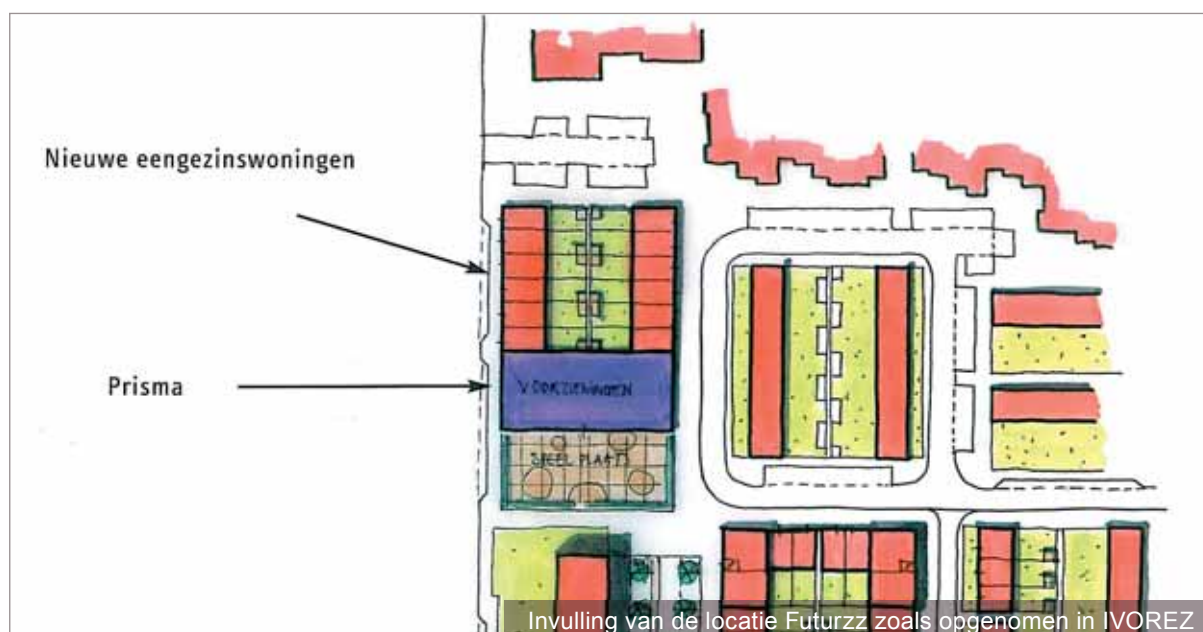 Nieuwe eengezinswoningen
Prisma
VOORZIENINGEN
SPEELPLAATS
Invulling van de locatie Futurzz zoals opgenomen in IVOREZ